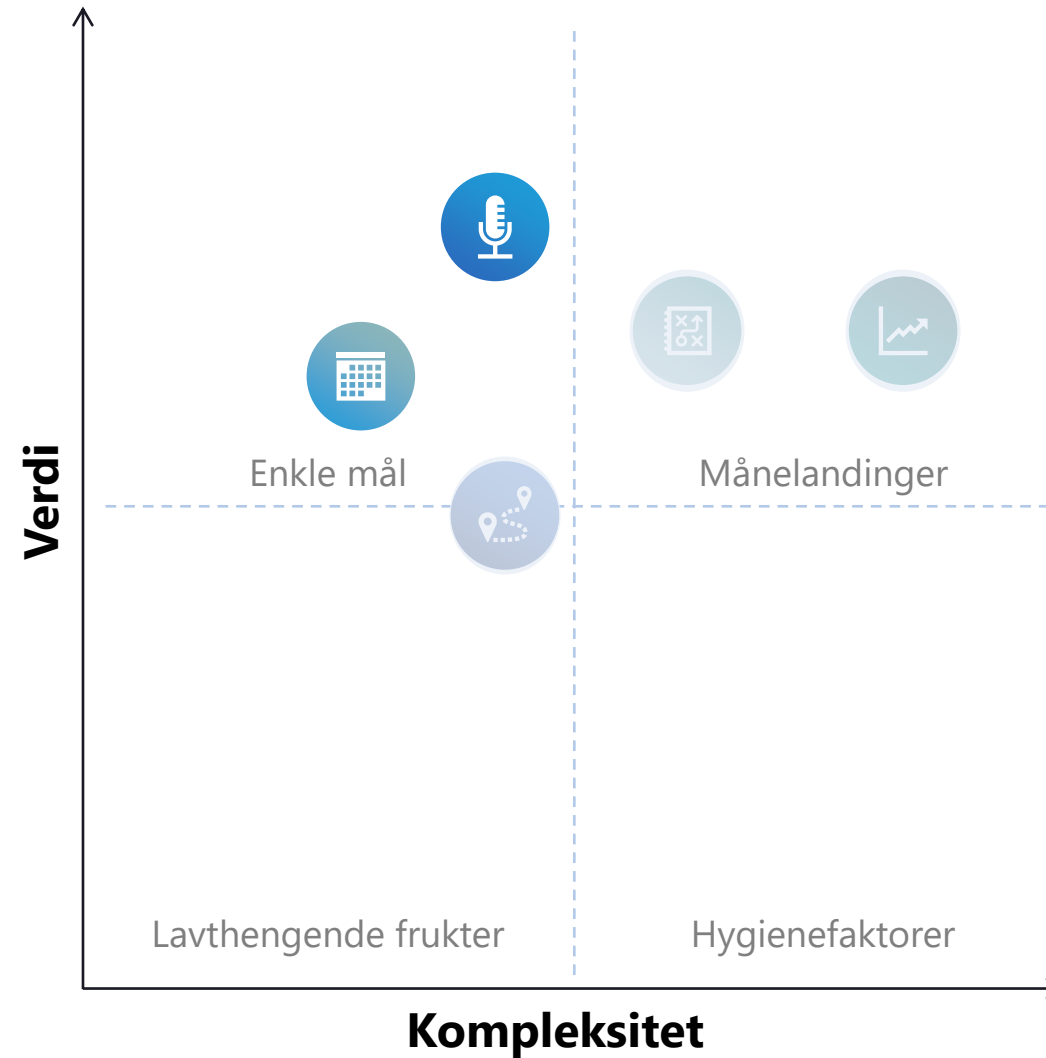 Verdi
Enkle mål
Månelandinger
Lavthengende frukter
Hygienefaktorer
Kompleksitet